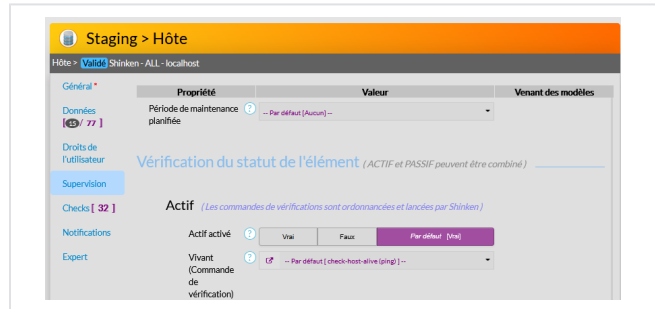 Staging > Hôte
Hôte > Validé Shinken - ALL - localhost
Général *
Propriété Valeur Venant des modèles
Période de maintenance planifiée ? -- Par défaut [Aucun] --
Données
[ 15 / 77 ]
Droits de
l'utilisateur
Vérification du statut de l'élément ( ACTIF et PASSIF peuvent être combiné )
Supervision
Checks [ 32 ]
Actif ( Les commandes de vérifications sont ordonnancées et lancées par Shinken )
Notifications
Actif activé ? Vrai Faux Par défaut [Vrai]
Expert
Vivant ? -- Par défaut [ check-host-alive (ping) ] --
(Commande
de
vérification)